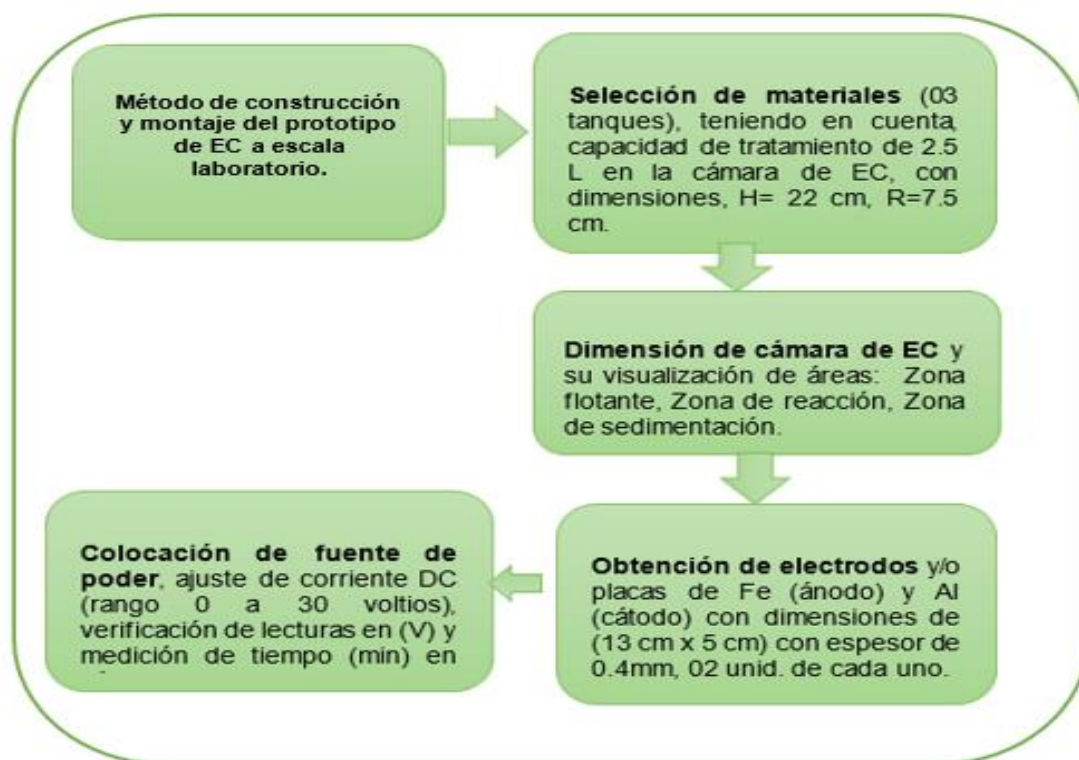 Método de construcción
y montaje del prototipo
de EC a escala
laboratorio.
Selección de materiales (03
tanques), teniendo en cuenta,
capacidad de tratamiento de 2.5
L en la cámara de EC, con
dimensiones, H= 22 cm, R=7.5
cm.
Dimensión de cámara de EC y
su visualización de áreas: Zona
flotante, Zona de reacción, Zona
de sedimentación.
Obtención de electrodos y/o
placas de Fe (ánodo) y Al
(cátodo) con dimensiones de
(13 cm x 5 cm) con espesor de
0.4mm, 02 unid. de cada uno.
Colocación de fuente de
poder, ajuste de corriente DC
(rango 0 a 30 voltios),
verificación de lecturas en (V) y
medición de tiempo (min) en